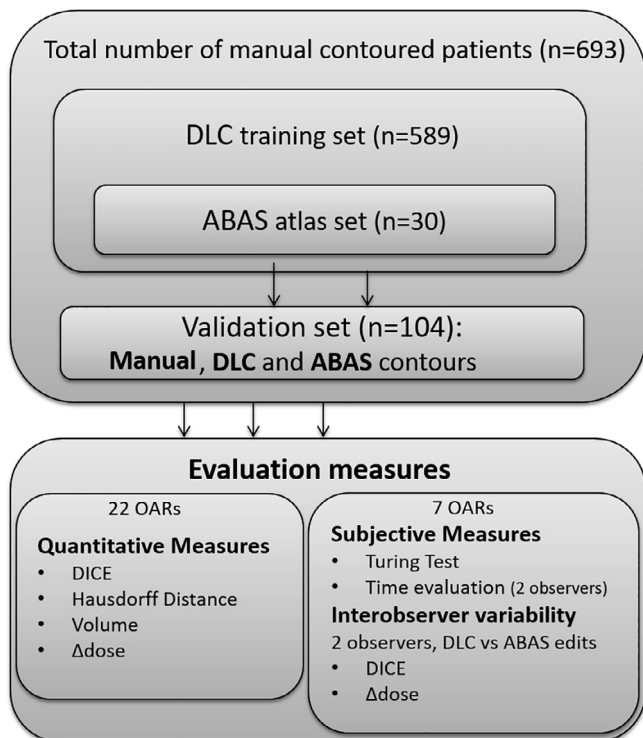 Total number of manual contoured patients (n=693)
DLC training set (n=589)
ABAS atlas set (n=30)
Validation set (n=104):
Manual, DLC and ABAS contours
Evaluation measures
22 OARs
Quantitative Measures
• DICE
• Hausdorff Distance
• Volume
• Δdose
7 OARs
Subjective Measures
• Turing Test
• Time evaluation (2 observers)
Interobserver variability
2 observers, DLC vs ABAS edits
• DICE
• Δdose